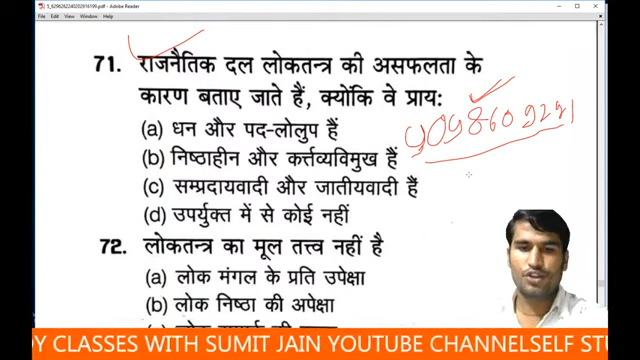 5_6296262240202916199.pdf - Adobe Reader
File Edit View Window Help
71. राजनैतिक दल लोकतन्त्र की असफलता के
कारण बताए जाते हैं, क्योंकि वे प्राय:
(a) धन और पद-लोलुप हैं
(b) निष्ठाहीन और कर्त्तव्यविमुख हैं
(c) सम्प्रदायवादी और जातीयवादी हैं
(d) उपर्युक्त में से कोई नहीं
72. लोकतन्त्र का मूल तत्त्व नहीं है
(a) लोक मंगल के प्रति उपेक्षा
(b) लोक निष्ठा की अपेक्षा
DY CLASSES WITH SUMIT JAIN YOUTUBE CHANNELSELF STU